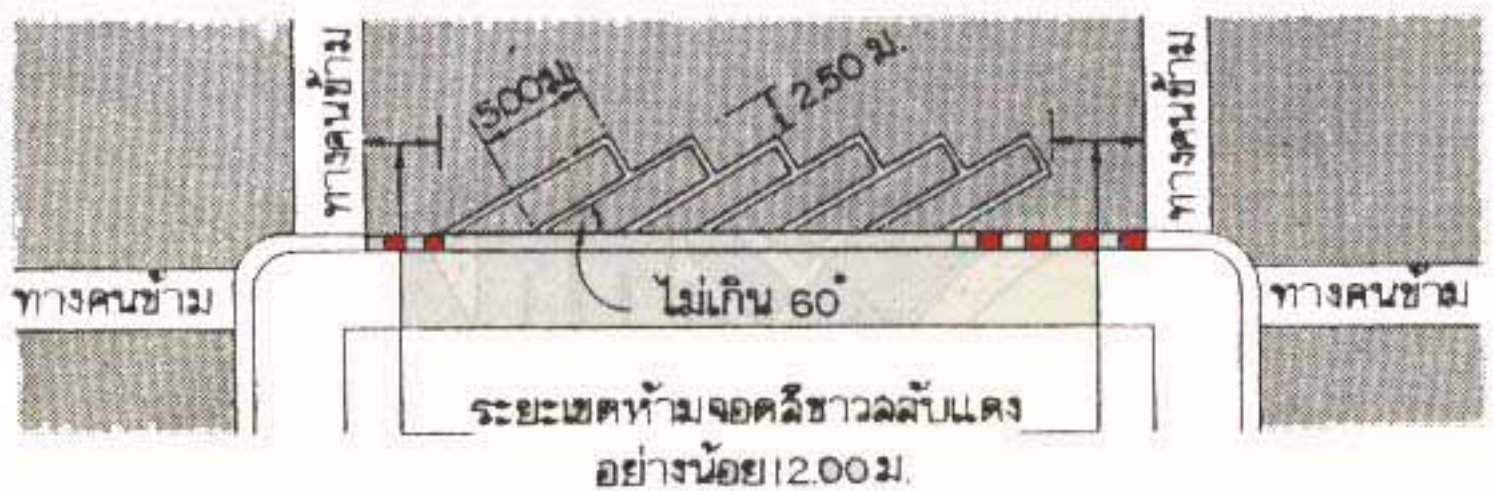 ทางคนข้าม
5.00ม.
2.50 ม.
ทางคนข้าม
ทางคนข้าม
ไม่เกิน 60°
ทางคนข้าม
ระยะเขตห้ามจอดสีขาวสลับแดง
อย่างน้อย 12.00 ม.